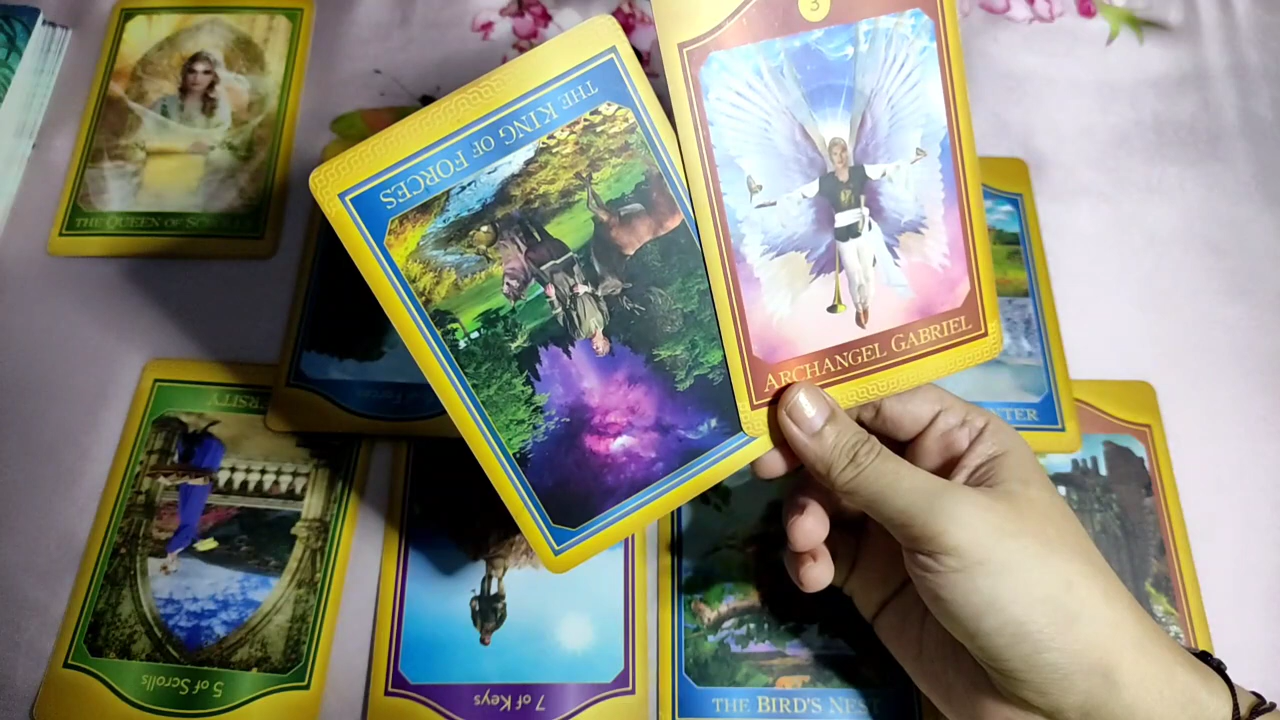 3
THE KING OF FORCES
ARCHANGEL GABRIEL
THE QUEEN OF
5 of Scrolls
7 of Keys
THE BIRD'S NEST